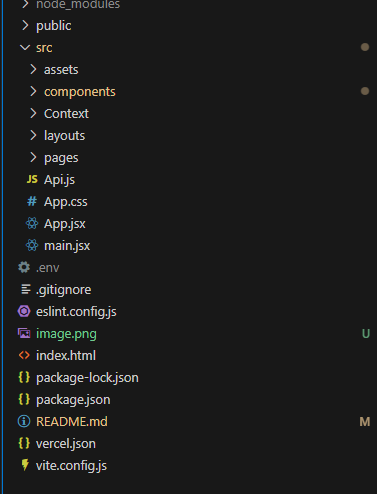 node_modules
public
src
assets
components
Context
layouts
pages
JS Api.js
# App.css
App.jsx
main.jsx
.env
.gitignore
eslint.config.js
image.png U
<> index.html
{} package-lock.json
{} package.json
README.md M
{} vercel.json
vite.config.js